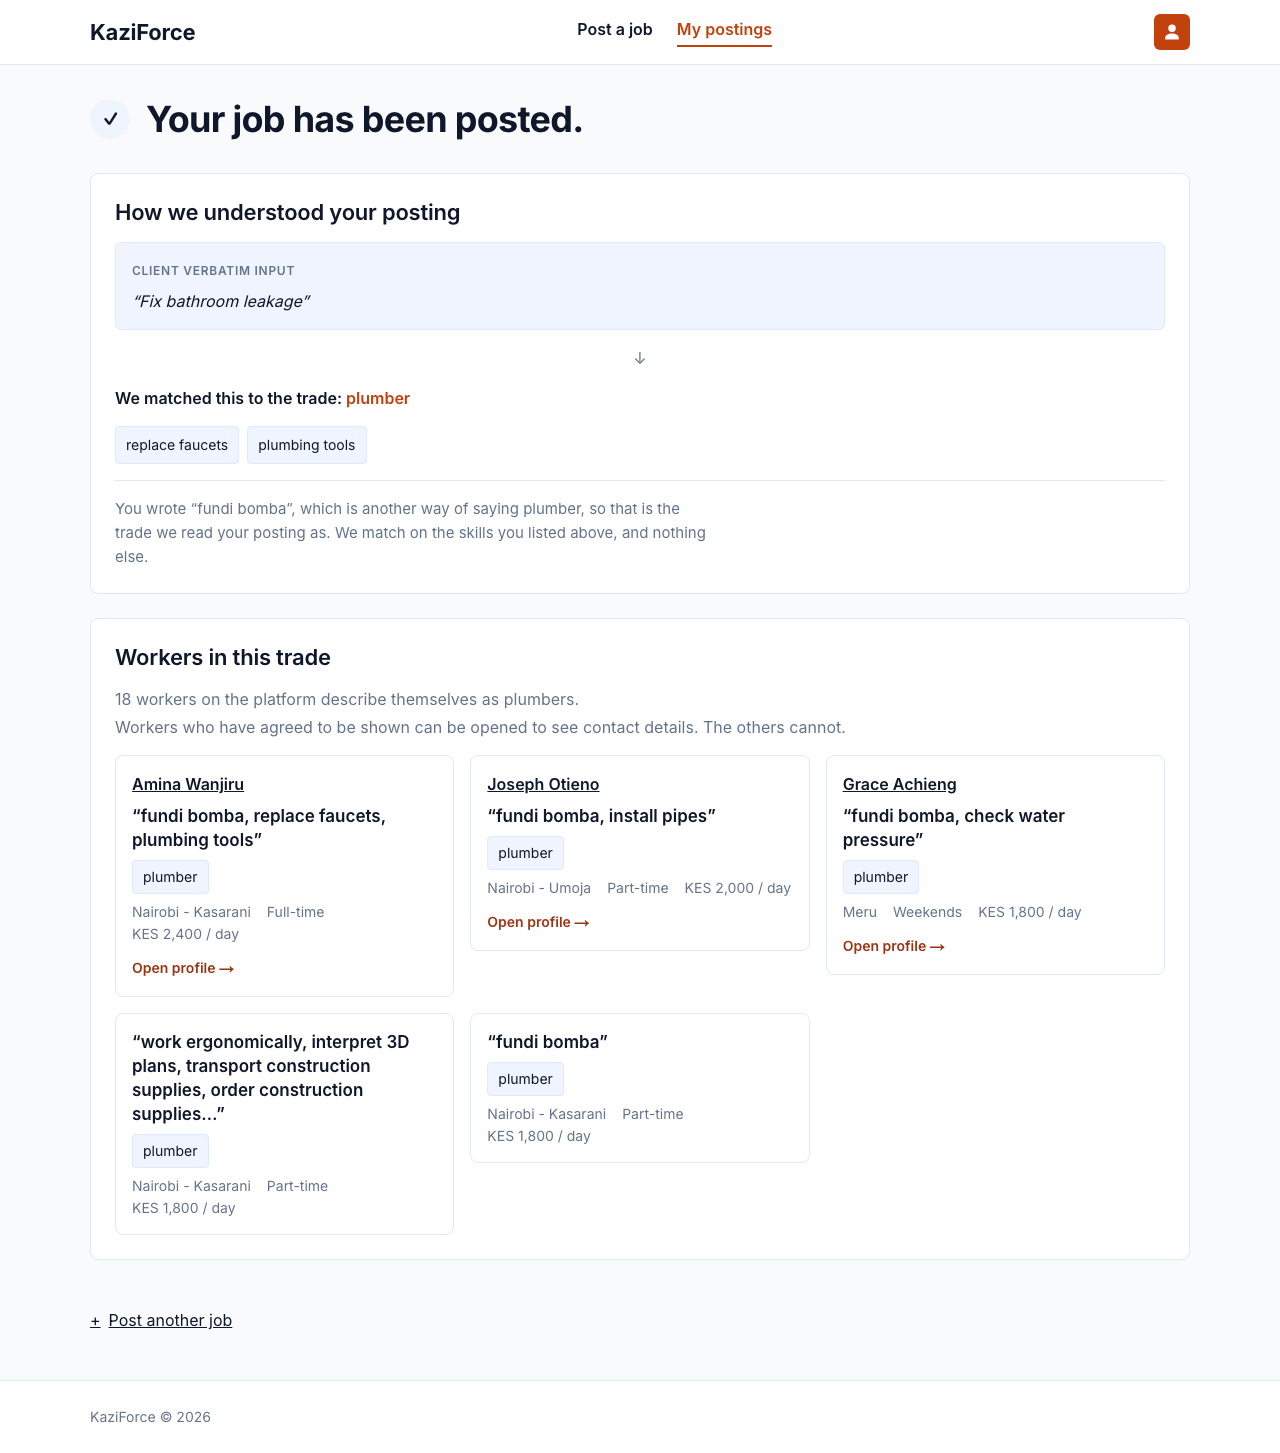 KaziForce
Post a job
My postings
Your job has been posted.
How we understood your posting
CLIENT VERBATIM INPUT
“Fix bathroom leakage”
↓
We matched this to the trade: plumber
replace faucets
plumbing tools
You wrote “fundi bomba”, which is another way of saying plumber, so that is the
trade we read your posting as. We match on the skills you listed above, and nothing
else.
Workers in this trade
18 workers on the platform describe themselves as plumbers.
Workers who have agreed to be shown can be opened to see contact details. The others cannot.
Amina Wanjiru
“fundi bomba, replace faucets,
plumbing tools”
plumber
Nairobi - Kasarani Full-time
KES 2,400 / day
Open profile →
Joseph Otieno
“fundi bomba, install pipes”
plumber
Nairobi - Umoja Part-time KES 2,000 / day
Open profile →
Grace Achieng
“fundi bomba, check water
pressure”
plumber
Meru Weekends KES 1,800 / day
Open profile →
“work ergonomically, interpret 3D
plans, transport construction
supplies, order construction
supplies…”
plumber
Nairobi - Kasarani Part-time
KES 1,800 / day
“fundi bomba”
plumber
Nairobi - Kasarani Part-time
KES 1,800 / day
+ Post another job
KaziForce © 2026